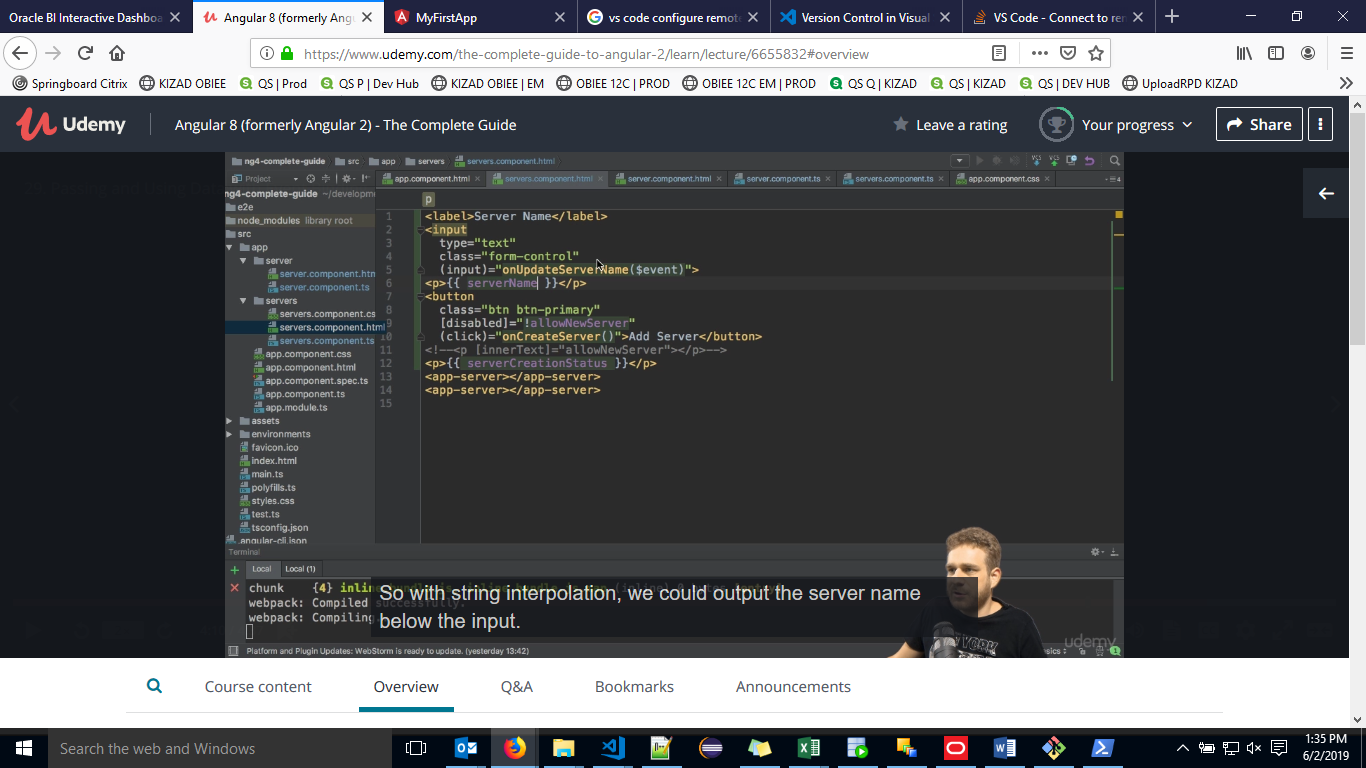 Oracle BI Interactive Dashboa
Angular 8 (formerly Angu
MyFirstApp
vs code configure remot
Version Control in Visual
VS Code - Connect to rem
https://www.udemy.com/the-complete-guide-to-angular-2/learn/lecture/6655832#overview
Springboard Citrix
KIZAD OBIEE
QS | Prod
QS P | Dev Hub
KIZAD OBIEE | EM
OBIEE 12C | PROD
OBIEE 12C EM | PROD
QS Q | KIZAD
QS | KIZAD
QS | DEV HUB
UploadRPD KIZAD
Udemy
Angular 8 (formerly Angular 2) - The Complete Guide
Leave a rating
Your progress
Share
ng4-complete-guide
src
app
servers
servers.component.html
Project
app.component.html
servers.component.html
server.component.html
server.component.ts
servers.component.ts
app.component.css
ng4-complete-guide ~/developm
e2e
node_modules library root
src
app
server
server.component.htm
server.component.ts
servers
servers.component.cs
servers.component.html
servers.component.ts
app.component.css
app.component.html
app.component.spec.ts
app.component.ts
app.module.ts
assets
environments
favicon.ico
index.html
main.ts
polyfills.ts
styles.css
test.ts
tsconfig.json
.angular-cli.json
p
1 <label>Server Name</label>
2 <input
3 type="text"
4 class="form-control"
5 (input)="onUpdateServerName($event)">
6 <p>{{ serverName }}</p>
7 <button
8 class="btn btn-primary"
9 [disabled]="!allowNewServer"
10 (click)="onCreateServer()">Add Server</button>
11 <!--<p [innerText]="allowNewServer"></p>-->
12 <p>{{ serverCreationStatus }}</p>
13 <app-server></app-server>
14 <app-server></app-server>
15
Terminal
Local
Local (1)
chunk {4} inlin
webpack: Compiled successfully.
webpack: Compiling
So with string interpolation, we could output the server name
below the input.
Platform and Plugin Updates: WebStorm is ready to update. (yesterday 13:42)
udemy
Course content
Overview
Q&A
Bookmarks
Announcements
Search the web and Windows
1:35 PM
6/2/2019